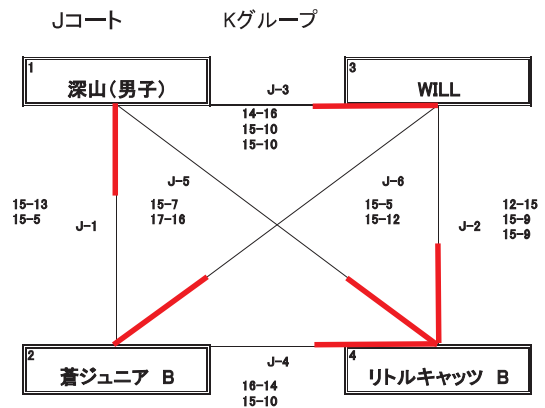 Jコート Kグループ
1
深山（男子）
3
WILL
J-3
14-16
15-10
15-10
J-5
15-7
17-16
J-6
15-5
15-12
15-13
15-5
J-1
12-15
15-9
15-9
J-2
2
蒼ジュニア B
J-4
16-14
15-10
4
リトルキャッツ B